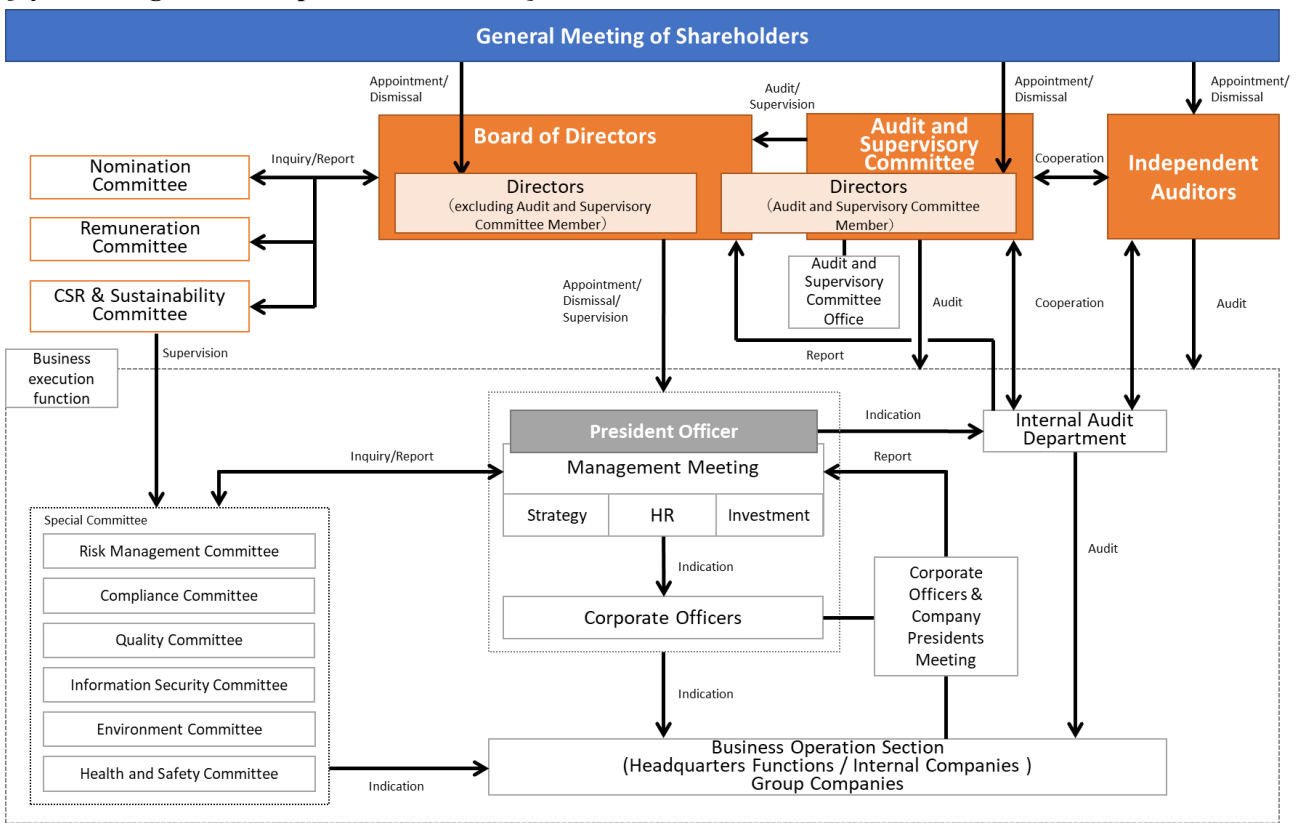 General Meeting of Shareholders
Appointment/
Dismissal
Audit/
Supervision
Appointment/
Dismissal
Appointment/
Dismissal
Board of Directors
Audit and
Supervisory
Committee
Independent
Auditors
Cooperation
Inquiry/Report
Nomination
Committee
Remuneration
Committee
CSR & Sustainability
Committee
Directors
（excluding Audit and Supervisory
Committee Member）
Directors
（Audit and Supervisory Committee
Member）
Audit and
Supervisory
Committee
Office
Appointment/
Dismissal/
Supervision
Audit
Cooperation
Audit
Report
Supervision
Business
execution
function
President Officer
Indication
Internal Audit
Department
Inquiry/Report
Management Meeting
Report
Strategy
HR
Investment
Special Committee
Risk Management Committee
Compliance Committee
Quality Committee
Information Security Committee
Environment Committee
Health and Safety Committee
Indication
Corporate Officers
Corporate
Officers &
Company
Presidents
Meeting
Audit
Indication
Indication
Business Operation Section
(Headquarters Functions / Internal Companies )
Group Companies